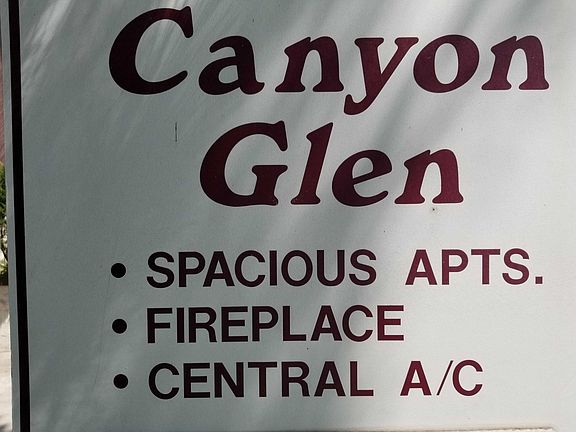 Canyon
Glen
• SPACIOUS APTS.
• FIREPLACE
• CENTRAL A/C